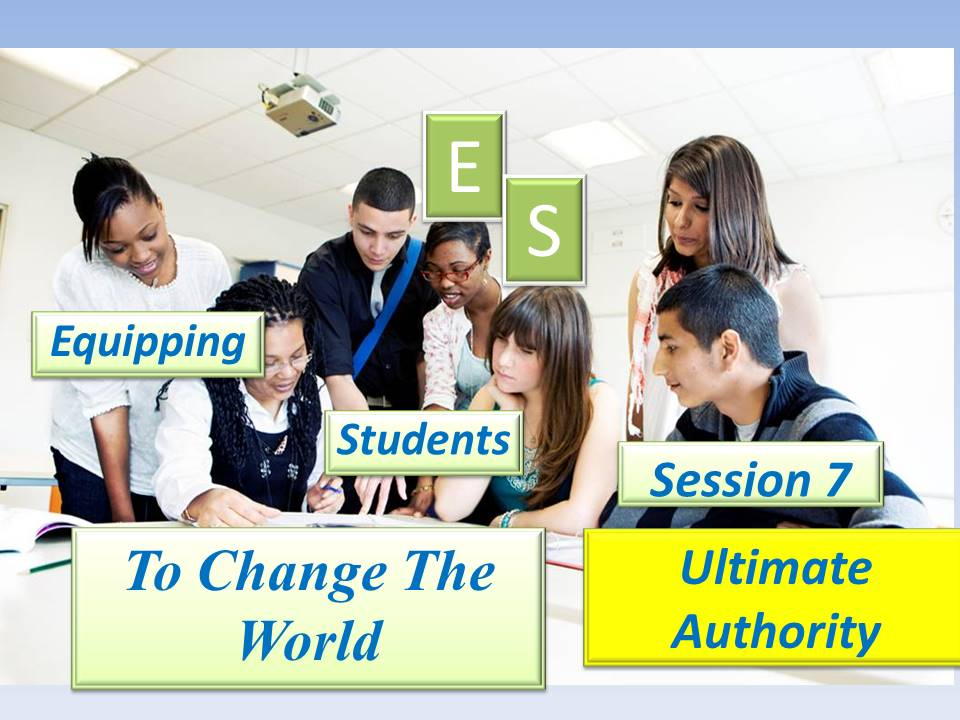 E
S
Equipping
Students
Session 7
To Change The
World
Ultimate
Authority